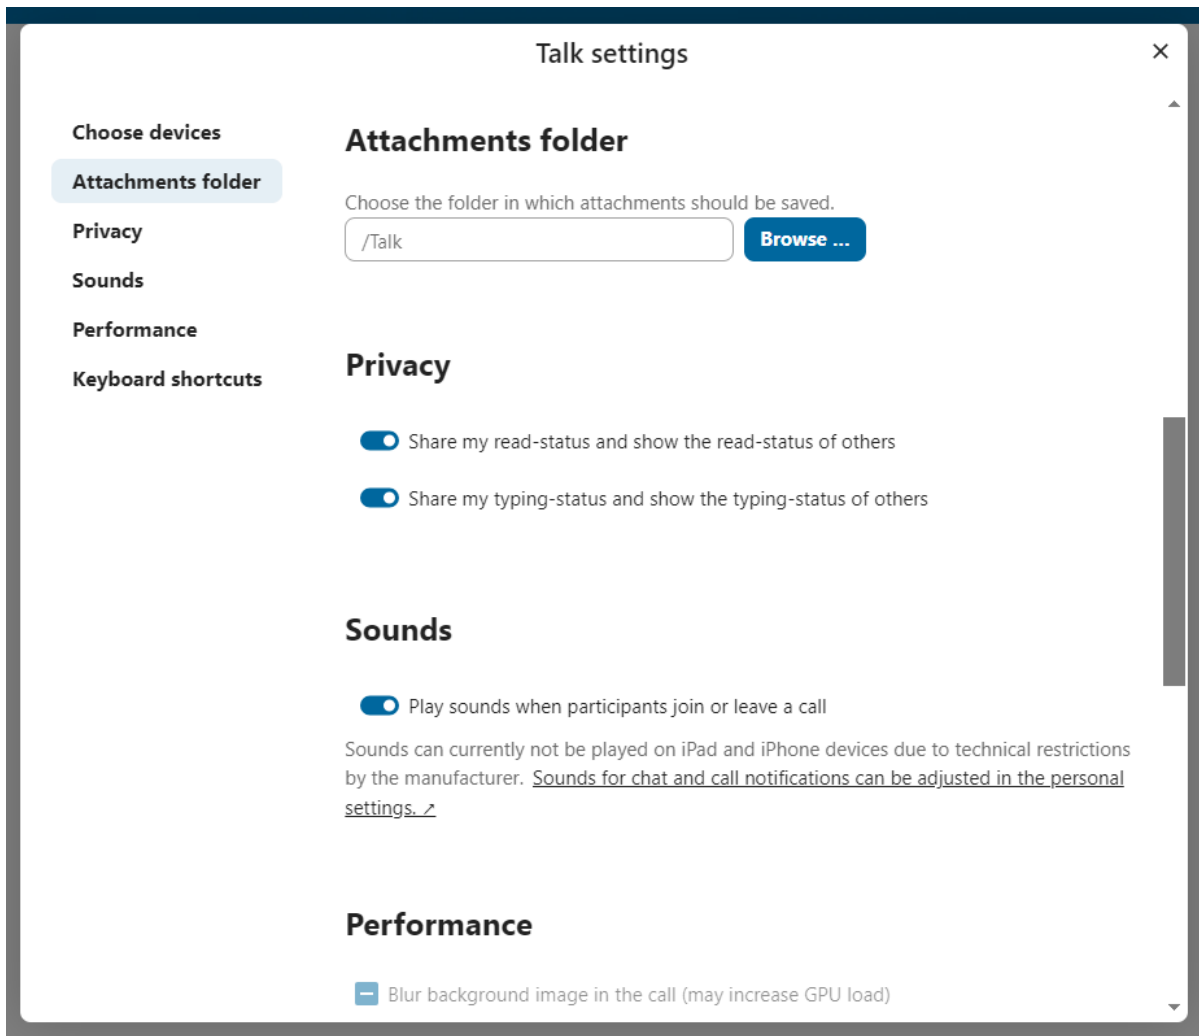 Talk settings
Choose devices
Attachments folder
Privacy
Sounds
Performance
Keyboard shortcuts
Attachments folder
Choose the folder in which attachments should be saved.
/Talk
Browse ...
Privacy
Share my read-status and show the read-status of others
Share my typing-status and show the typing-status of others
Sounds
Play sounds when participants join or leave a call
Sounds can currently not be played on iPad and iPhone devices due to technical restrictions
by the manufacturer. Sounds for chat and call notifications can be adjusted in the personal
settings. ↗
Performance
Blur background image in the call (may increase GPU load)